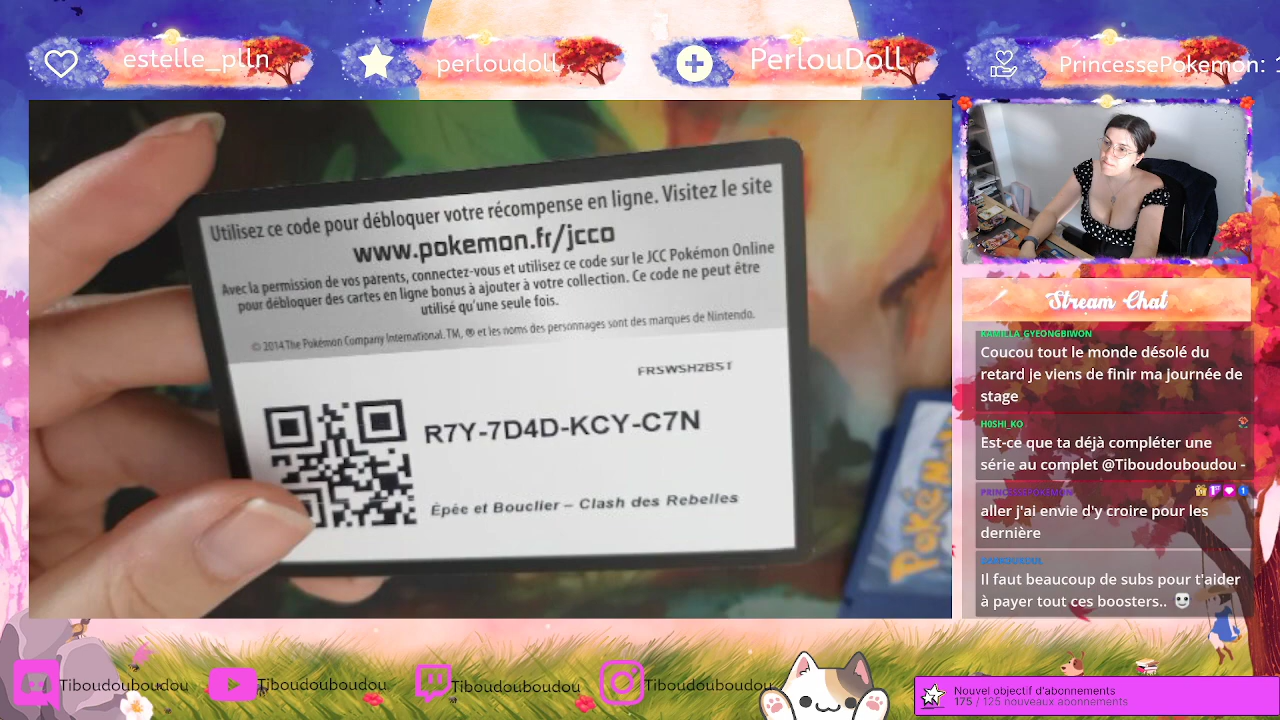 estelle_plln
perloudoll
PerlouDoll
PrincessePokemon: 1
Utilisez ce code pour débloquer votre récompense en ligne. Visitez le site
www.pokemon.fr/jcco
Avec la permission de vos parents, connectez-vous et utilisez ce code sur le JCC Pokémon Online
pour débloquer des cartes en ligne bonus à ajouter à votre collection. Ce code ne peut être
utilisé qu'une seule fois.
© 2014 The Pokémon Company International. TM, ® et les noms des personnages sont des marques de Nintendo.
FRSWSH2BST
R7Y-7D4D-KCY-C7N
Épée et Bouclier – Clash des Rebelles
Pokémon
Stream Chat
KAMILLA_GYEONGBIWON
Coucou tout le monde désolé du
retard je viens de finir ma journée de
stage
H0SHI_KO
Est-ce que ta déjà compléter une
série au complet @Tiboudouboudou -
PRINCESSEPOKEMON
aller j'ai envie d'y croire pour les
dernière
Il faut beaucoup de subs pour t'aider
à payer tout ces boosters..
Tiboudouboudou
Tiboudouboudou
Tiboudouboudou
Tiboudouboudou
Nouvel objectif d'abonnements
175 / 125 nouveaux abonnements